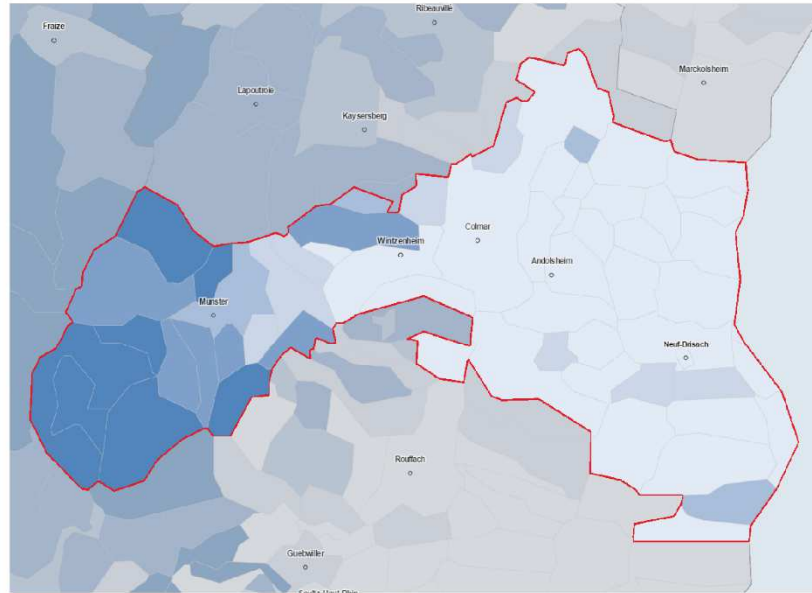 Fraize
Ribeauville
Marckolsheim
Lapoutroie
Kaysersberg
Colmar
Wintzenheim
Andolsheim
Munster
Neuf-Brisach
Rouffach
Guebwiller